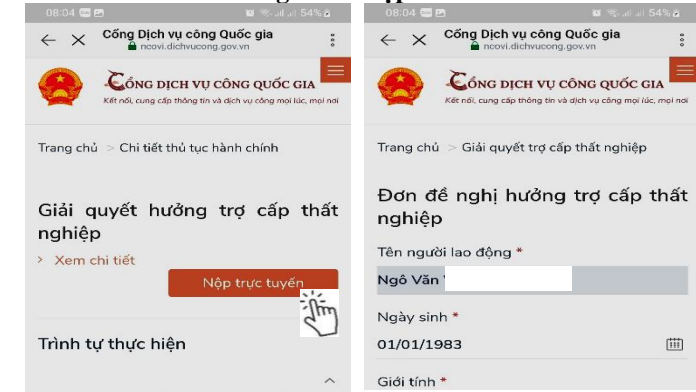 08:04
54%
Cổng Dịch vụ công Quốc gia
ncovi.dichvucong.gov.vn
CỔNG DỊCH VỤ CÔNG QUỐC GIA
Kết nối, cung cấp thông tin và dịch vụ công mọi lúc, mọi nơi
Trang chủ > Chi tiết thủ tục hành chính
Giải quyết hưởng trợ cấp thất
nghiệp
> Xem chi tiết
Nộp trực tuyến
Trình tự thực hiện
08:04
54%
Cổng Dịch vụ công Quốc gia
ncovi.dichvucong.gov.vn
CỔNG DỊCH VỤ CÔNG QUỐC GIA
Kết nối, cung cấp thông tin và dịch vụ công mọi lúc, mọi nơi
Trang chủ > Giải quyết trợ cấp thất nghiệp
Đơn đề nghị hưởng trợ cấp thất
nghiệp
Tên người lao động *
Ngô Văn
Ngày sinh *
01/01/1983
Giới tính *